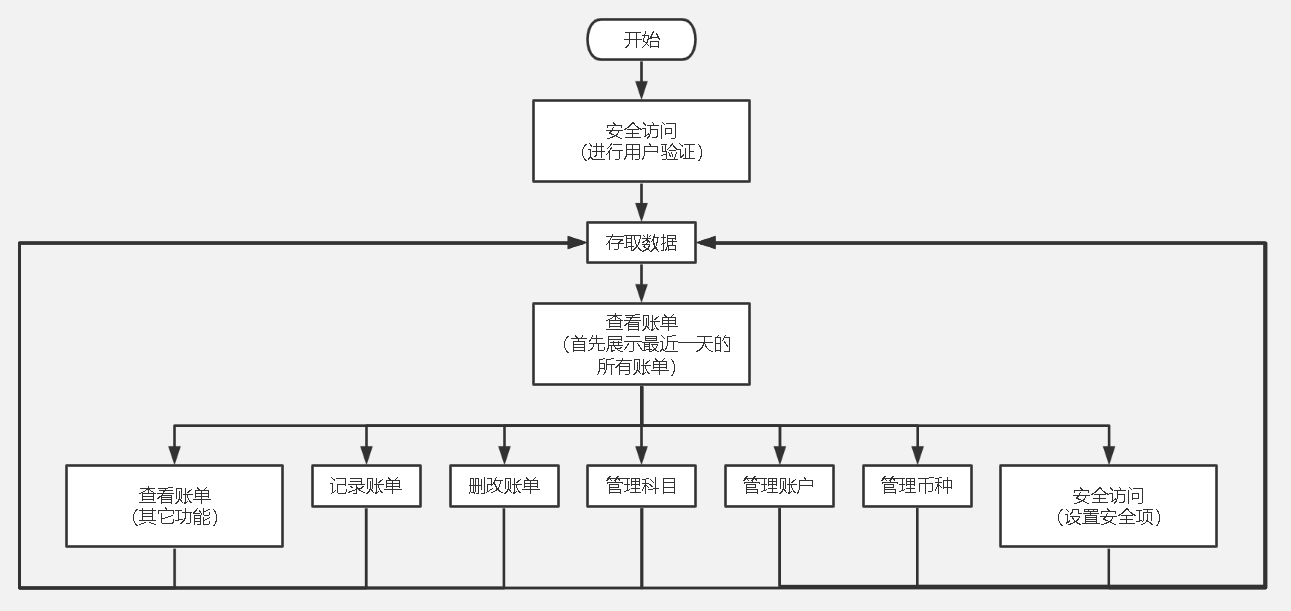 开始
安全访问
（进行用户验证）
存取数据
查看账单
（首先展示最近一天的
所有账单）
查看账单
（其它功能）
记录账单
删改账单
管理科目
管理账户
管理币种
安全访问
（设置安全项）